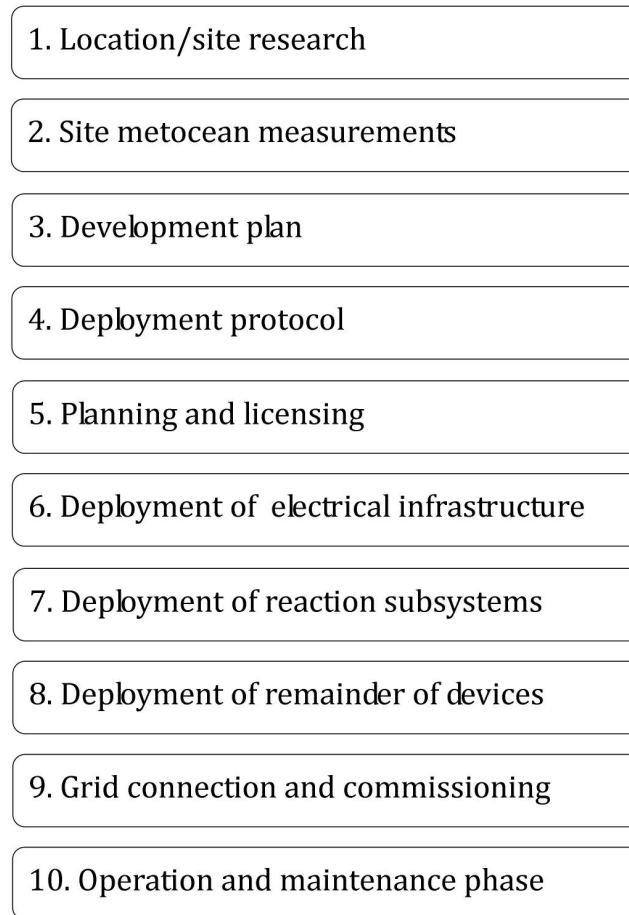 1. Location/site research
2. Site metocean measurements
3. Development plan
4. Deployment protocol
5. Planning and licensing
6. Deployment of electrical infrastructure
7. Deployment of reaction subsystems
8. Deployment of remainder of devices
9. Grid connection and commissioning
10. Operation and maintenance phase